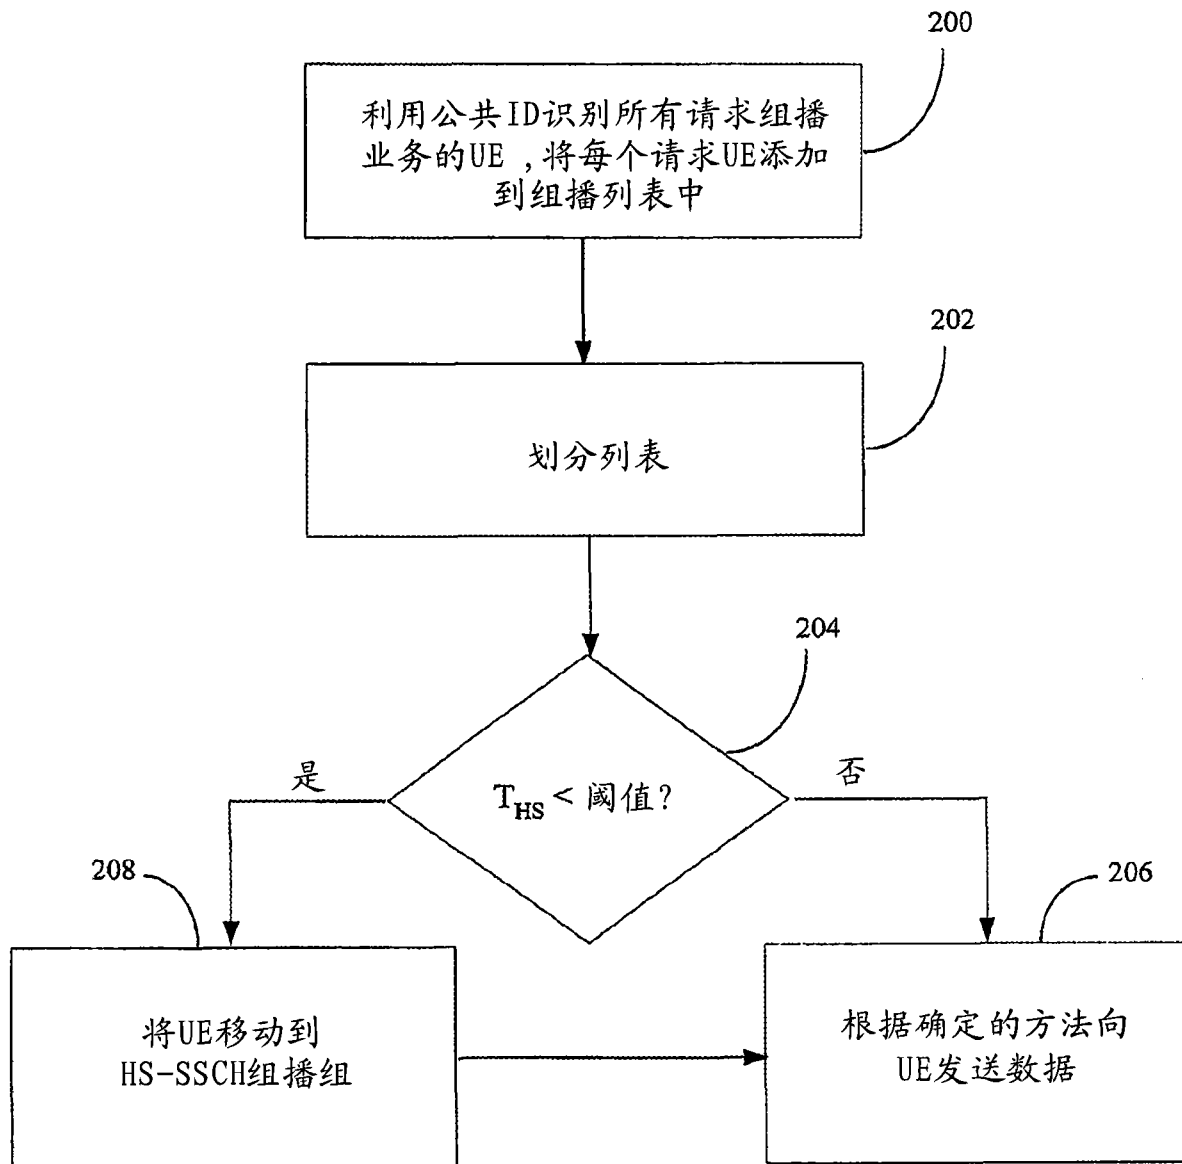 200
利用公共ID识别所有请求组播
业务的UE ,将每个请求UE添加
到组播列表中
202
划分列表
204
是
T_HS < 阈值?
否
208
206
将UE移动到
HS-SSCH组播组
根据确定的方法向
UE发送数据